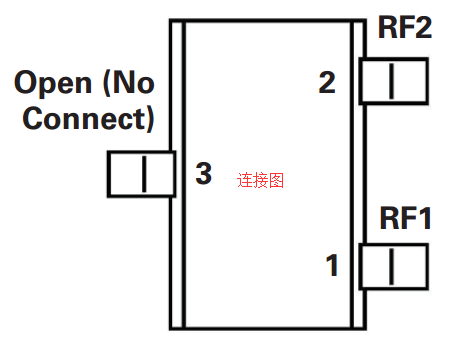 RF2
Open (No
Connect)
2
3
连接图
RF1
1